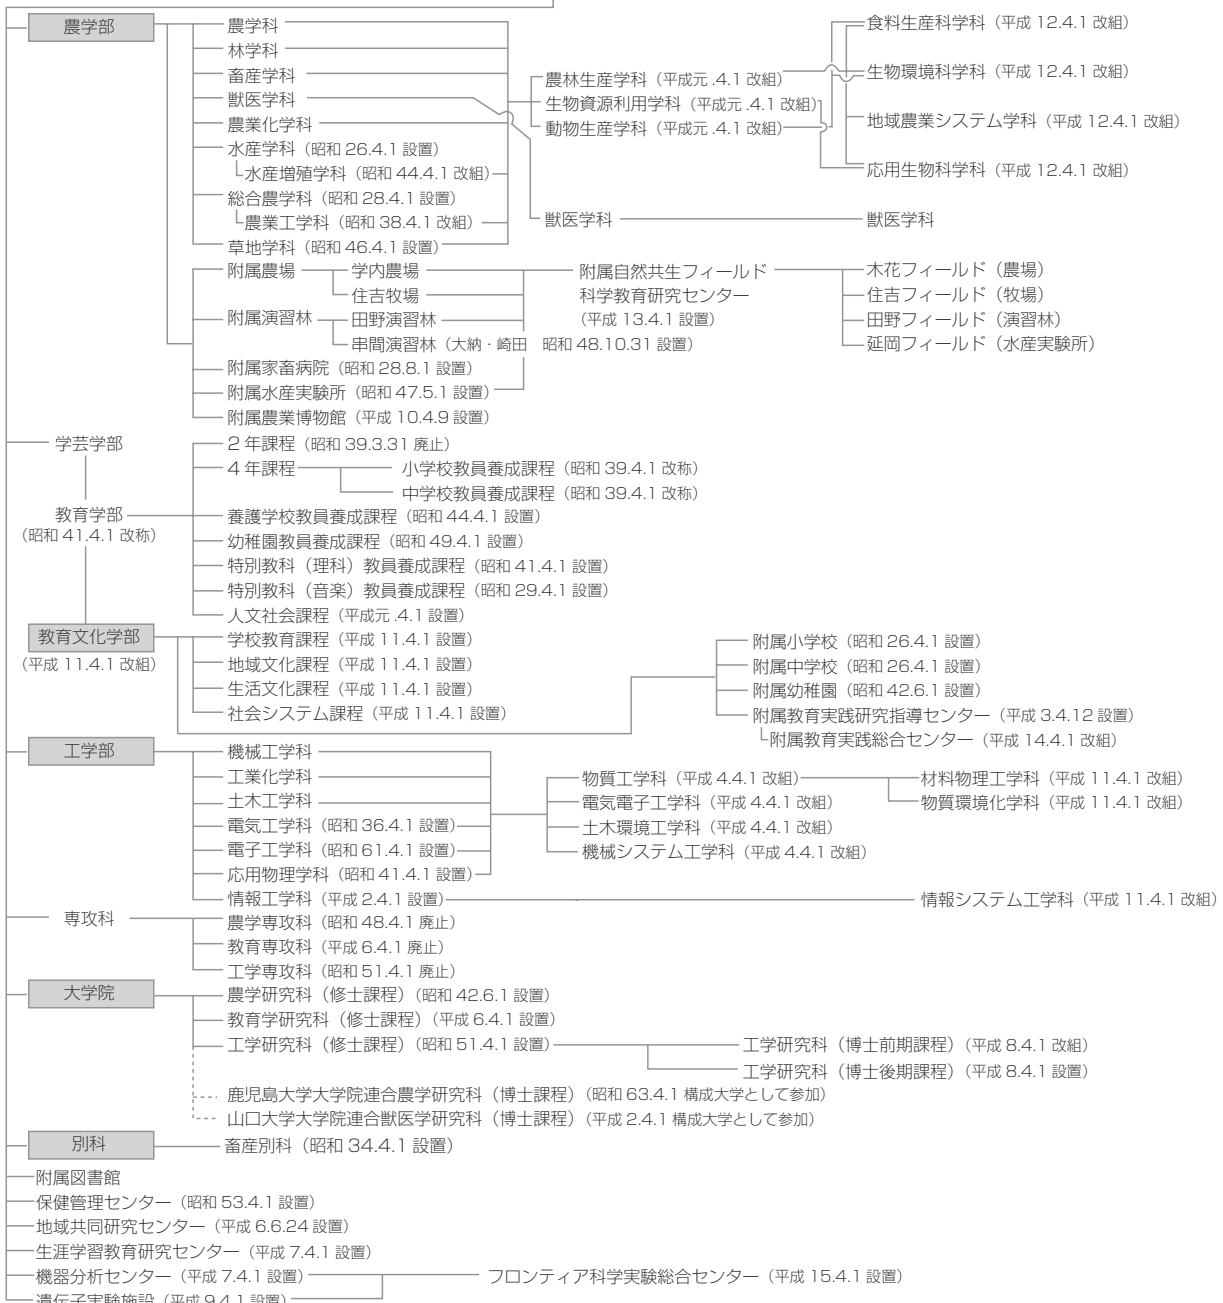 農学部
農学科
林学科
畜産学科
獣医学科
農業化学科
水産学科（昭和 26.4.1 設置）
水産増殖学科（昭和 44.4.1 改組）
総合農学科（昭和 28.4.1 設置）
農業工学科（昭和 38.4.1 改組）
草地学科（昭和 46.4.1 設置）
農林生産学科（平成元 .4.1 改組）
生物資源利用学科（平成元 .4.1 改組）
動物生産学科（平成元 .4.1 改組）
獣医学科
食料生産科学科（平成 12.4.1 改組）
生物環境科学科（平成 12.4.1 改組）
地域農業システム学科（平成 12.4.1 改組）
応用生物科学科（平成 12.4.1 改組）
獣医学科
附属農場
学内農場
住吉牧場
附属演習林
田野演習林
串間演習林（大納・崎田　昭和 48.10.31 設置）
附属家畜病院（昭和 28.8.1 設置）
附属水産実験所（昭和 47.5.1 設置）
附属農業博物館（平成 10.4.9 設置）
附属自然共生フィールド
科学教育研究センター
（平成 13.4.1 設置）
木花フィールド（農場）
住吉フィールド（牧場）
田野フィールド（演習林）
延岡フィールド（水産実験所）
学芸学部
教育学部
（昭和 41.4.1 改称）
2 年課程（昭和 39.3.31 廃止）
4 年課程
小学校教員養成課程（昭和 39.4.1 改称）
中学校教員養成課程（昭和 39.4.1 改称）
養護学校教員養成課程（昭和 44.4.1 設置）
幼稚園教員養成課程（昭和 49.4.1 設置）
特別教科（理科）教員養成課程（昭和 41.4.1 設置）
特別教科（音楽）教員養成課程（昭和 29.4.1 設置）
人文社会課程（平成元 .4.1 設置）
教育文化学部
（平成 11.4.1 改組）
学校教育課程（平成 11.4.1 設置）
地域文化課程（平成 11.4.1 設置）
生活文化課程（平成 11.4.1 設置）
社会システム課程（平成 11.4.1 設置）
附属小学校（昭和 26.4.1 設置）
附属中学校（昭和 26.4.1 設置）
附属幼稚園（昭和 42.6.1 設置）
附属教育実践研究指導センター（平成 3.4.12 設置）
附属教育実践総合センター（平成 14.4.1 改組）
工学部
機械工学科
工業化学科
土木工学科
電気工学科（昭和 36.4.1 設置）
電子工学科（昭和 61.4.1 設置）
応用物理学科（昭和 41.4.1 設置）
情報工学科（平成 2.4.1 設置）
物質工学科（平成 4.4.1 改組）
電気電子工学科（平成 4.4.1 改組）
土木環境工学科（平成 4.4.1 改組）
機械システム工学科（平成 4.4.1 改組）
材料物理工学科（平成 11.4.1 改組）
物質環境化学科（平成 11.4.1 改組）
情報システム工学科（平成 11.4.1 改組）
専攻科
農学専攻科（昭和 48.4.1 廃止）
教育専攻科（平成 6.4.1 廃止）
工学専攻科（昭和 51.4.1 廃止）
大学院
農学研究科（修士課程）（昭和 42.6.1 設置）
教育学研究科（修士課程）（平成 6.4.1 設置）
工学研究科（修士課程）（昭和 51.4.1 設置）
工学研究科（博士前期課程）（平成 8.4.1 改組）
工学研究科（博士後期課程）（平成 8.4.1 設置）
鹿児島大学大学院連合農学研究科（博士課程）（昭和 63.4.1 構成大学として参加）
山口大学大学院連合獣医学研究科（博士課程）（平成 2.4.1 構成大学として参加）
別科
畜産別科（昭和 34.4.1 設置）
附属図書館
保健管理センター（昭和 53.4.1 設置）
地域共同研究センター（平成 6.6.24 設置）
生涯学習教育研究センター（平成 7.4.1 設置）
機器分析センター（平成 7.4.1 設置）
フロンティア科学実験総合センター（平成 15.4.1 設置）
遺伝子実験施設（平成 9.4.1 設置）